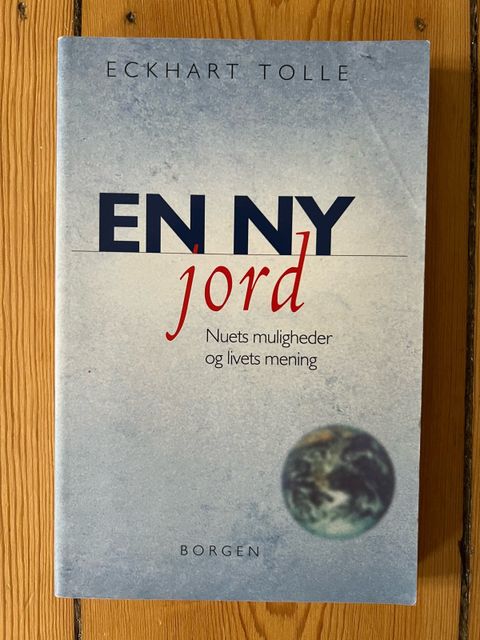 ECKHART TOLLE
EN NY
jord
Nuets muligheder
og livets mening
BORGEN